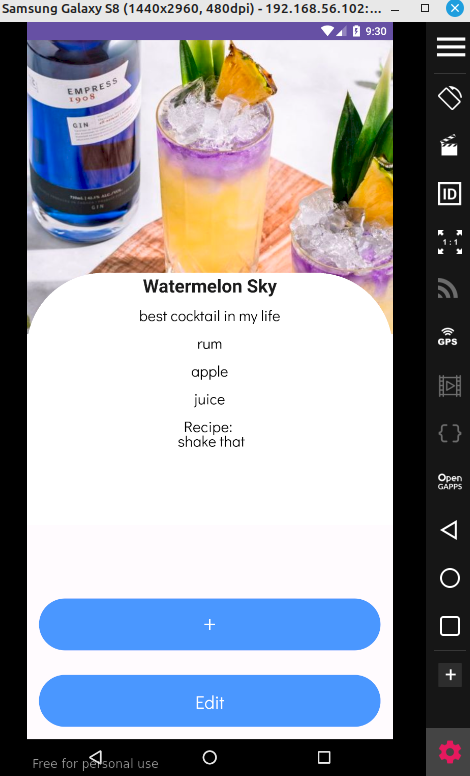 Samsung Galaxy S8 (1440x2960, 480dpi) - 192.168.56.102:...
9:30
EMPRESS
1908
GIN
ID
1:1
GPS
Watermelon Sky
best cocktail in my life
rum
apple
juice
Recipe:
shake that
Open
GAPPS
+
Edit
Free for personal use